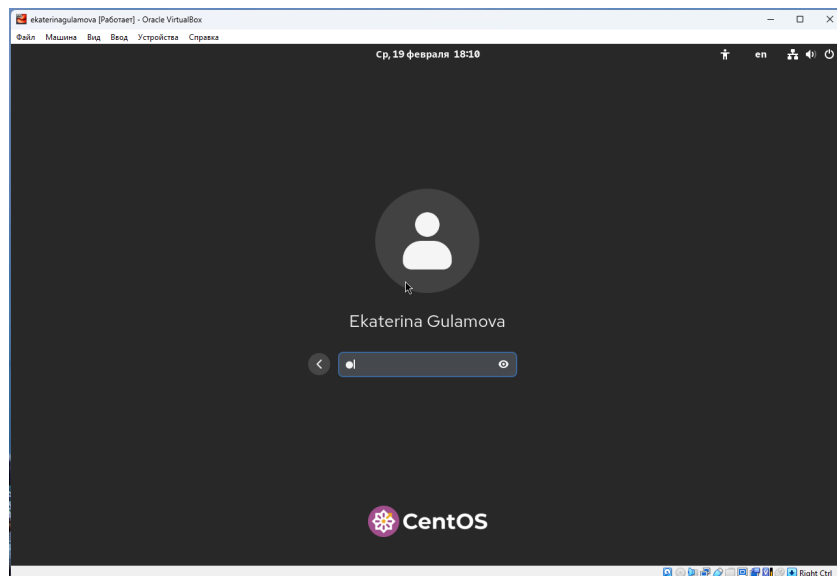 ekaterinagulamova [Работает] - Oracle VirtualBox
Файл Машина Вид Ввод Устройства Справка
Ср, 19 февраля 18:10
en
Ekaterina Gulamova
CentOS
Right Ctrl